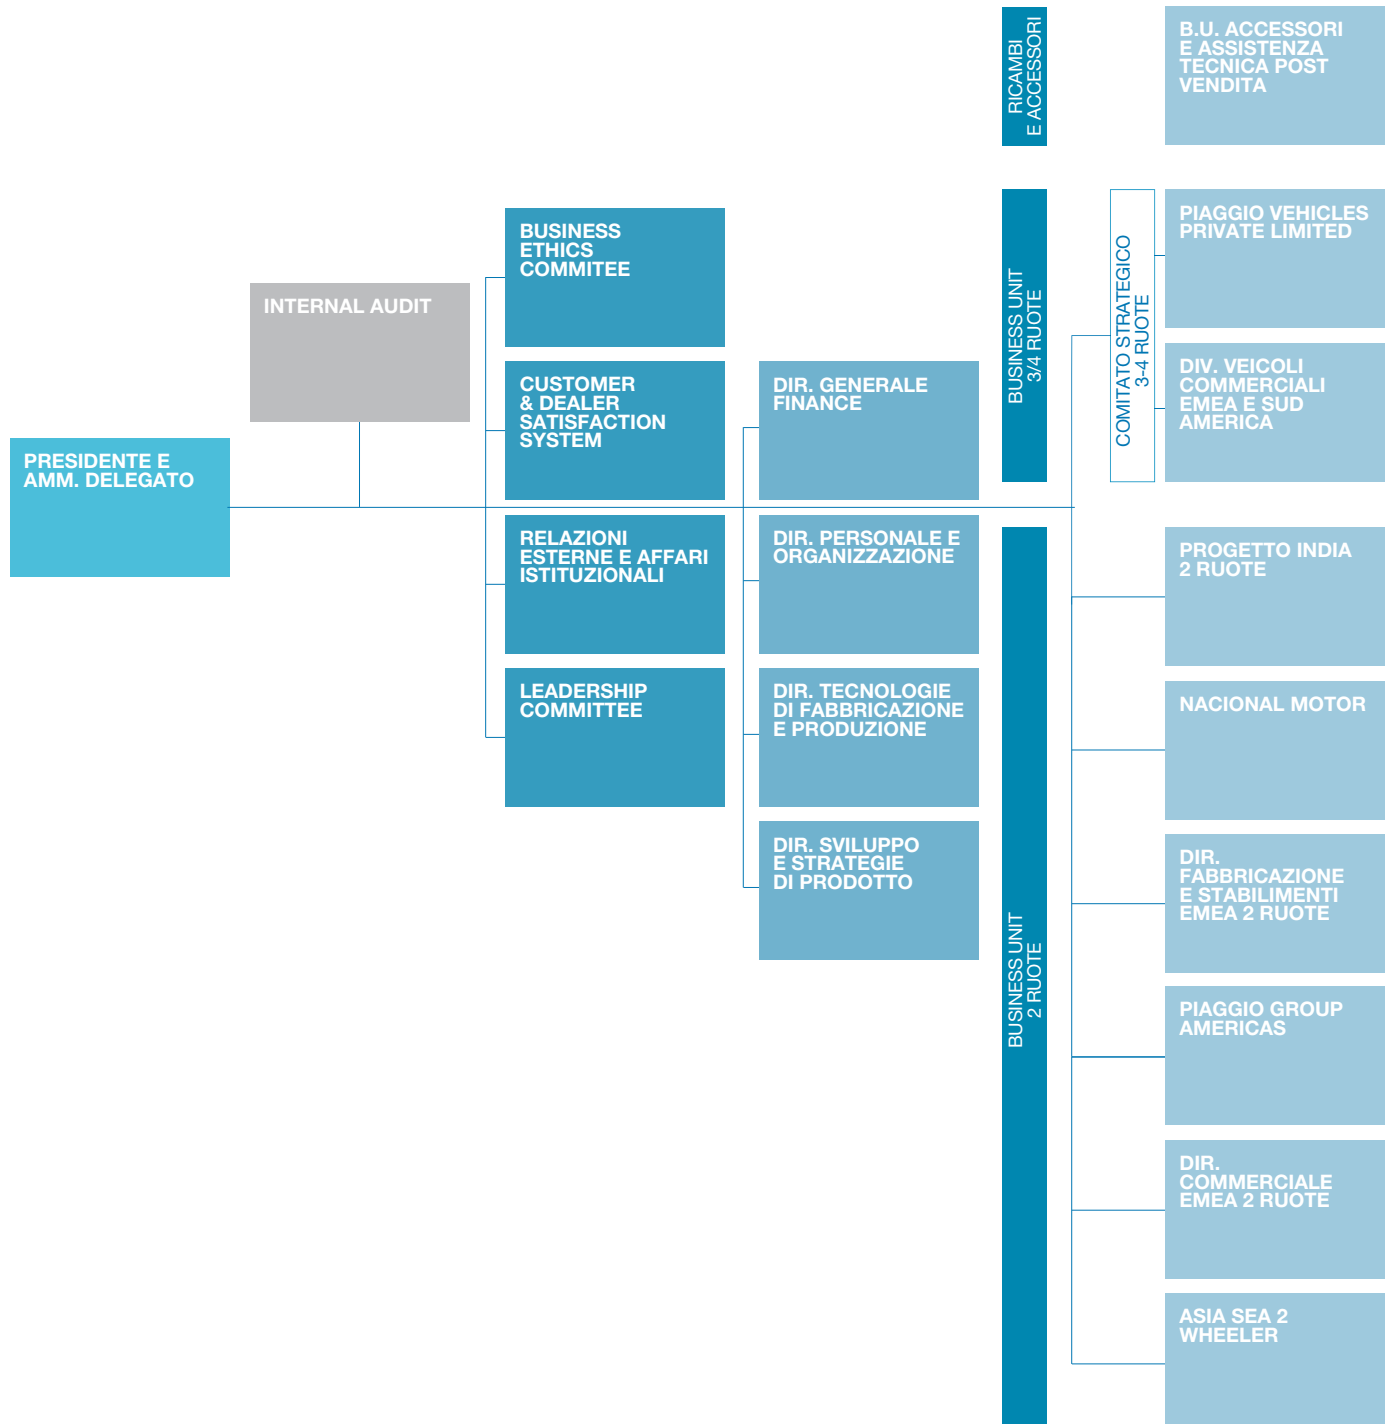 PRESIDENTE E
AMM. DELEGATO
INTERNAL AUDIT
BUSINESS
ETHICS
COMMITEE
CUSTOMER
& DEALER
SATISFACTION
SYSTEM
RELAZIONI
ESTERNE E AFFARI
ISTITUZIONALI
LEADERSHIP
COMMITTEE
DIR. GENERALE
FINANCE
DIR. PERSONALE E
ORGANIZZAZIONE
DIR. TECNOLOGIE
DI FABBRICAZIONE
E PRODUZIONE
DIR. SVILUPPO
E STRATEGIE
DI PRODOTTO
RICAMBI
E ACCESSORI
B.U. ACCESSORI
E ASSISTENZA
TECNICA POST
VENDITA
BUSINESS UNIT
3/4 RUOTE
COMITATO STRATEGICO
3-4 RUOTE
PIAGGIO VEHICLES
PRIVATE LIMITED
DIV. VEICOLI
COMMERCIALI
EMEA E SUD
AMERICA
BUSINESS UNIT
2 RUOTE
PROGETTO INDIA
2 RUOTE
NACIONAL MOTOR
DIR.
FABBRICAZIONE
E STABILIMENTI
EMEA 2 RUOTE
PIAGGIO GROUP
AMERICAS
DIR.
COMMERCIALE
EMEA 2 RUOTE
ASIA SEA 2
WHEELER